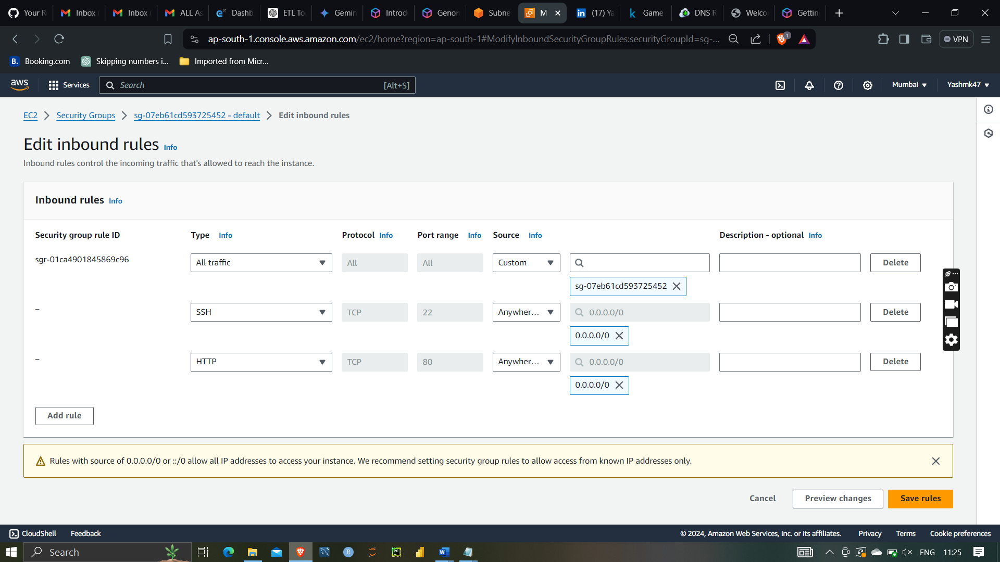 Your R
Inbox
Inbox
ALL As
Dashb
ETL To
Gemin
Introd
Genon
Subne
M
(17) Ya
Game
DNS R
Welco
Gettin
ap-south-1.console.aws.amazon.com/ec2/home?region=ap-south-1#ModifyInboundSecurityGroupRules:securityGroupId=sg-...
1
VPN
B. Booking.com
Skipping numbers i...
Imported from Micr...
aws
Services
Search
[Alt+S]
Mumbai
Yashmk47
EC2 > Security Groups > sg-07eb61cd593725452 - default > Edit inbound rules
Edit inbound rules Info
Inbound rules control the incoming traffic that's allowed to reach the instance.
Inbound rules Info
Security group rule ID Type Info Protocol Info Port range Info Source Info Description - optional Info
sgr-01ca4901845869c96 All traffic All All Custom Delete
sg-07eb61cd593725452
– SSH TCP 22 Anywher... 0.0.0.0/0 Delete
0.0.0.0/0
– HTTP TCP 80 Anywher... 0.0.0.0/0 Delete
0.0.0.0/0
Add rule
Rules with source of 0.0.0.0/0 or ::/0 allow all IP addresses to access your instance. We recommend setting security group rules to allow access from known IP addresses only.
Cancel Preview changes Save rules
CloudShell Feedback © 2024, Amazon Web Services, Inc. or its affiliates. Privacy Terms Cookie preferences
Search ENG 11:25